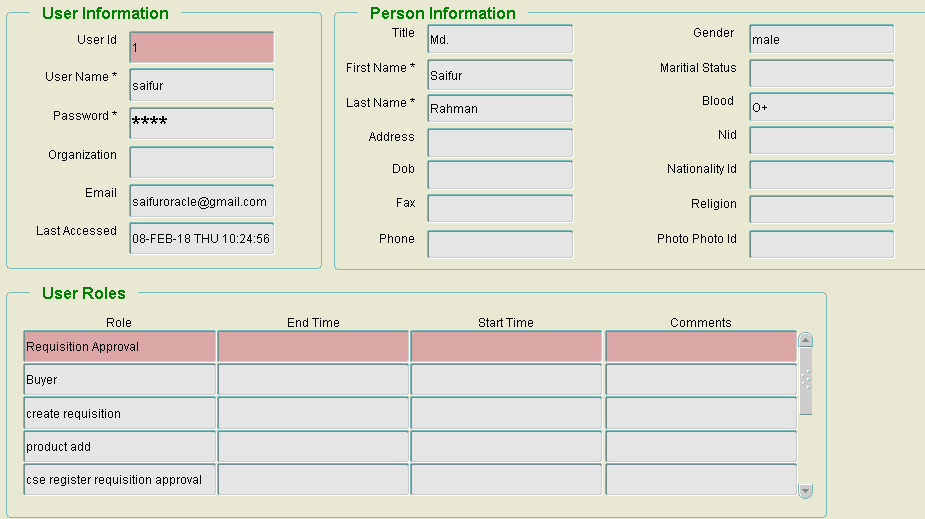 User Information
User Id 1
User Name * saifur
Password * ****
Organization
Email saifuroracle@gmail.com
Last Accessed 08-FEB-18 THU 10:24:56
Person Information
Title Md. Gender male
First Name * Saifur Maritial Status
Last Name * Rahman Blood O+
Address Nid
Dob Nationality Id
Fax Religion
Phone Photo Photo Id
User Roles
Role End Time Start Time Comments
Requisition Approval
Buyer
create requisition
product add
cse register requisition approval